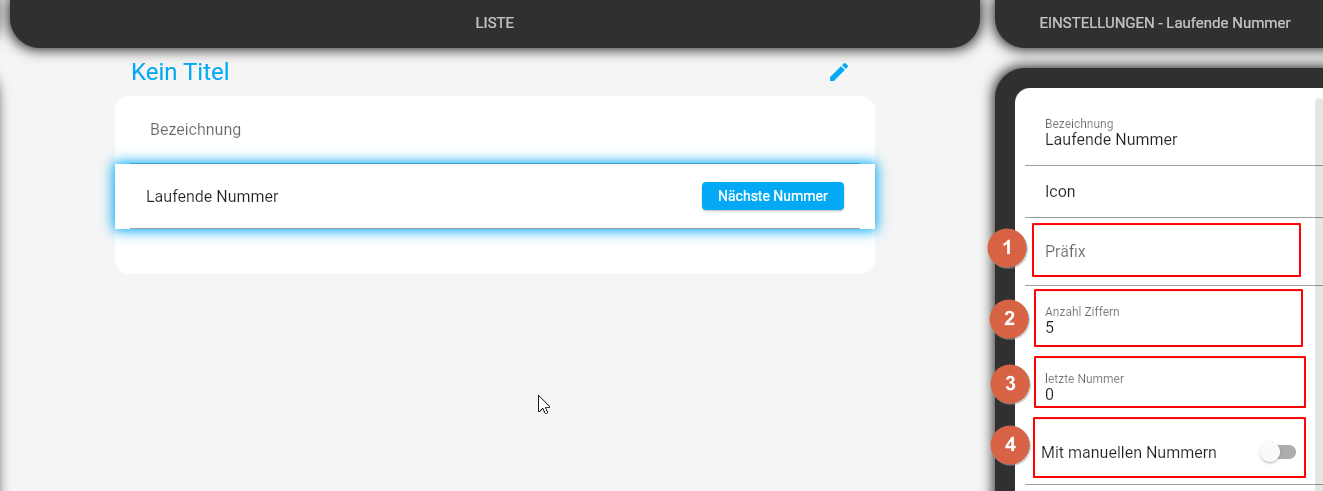 LISTE
EINSTELLUNGEN - Laufende Nummer
Kein Titel
Bezeichnung
Laufende Nummer
Nächste Nummer
Bezeichnung
Laufende Nummer
Icon
1
Präfix
2
Anzahl Ziffern
5
3
letzte Nummer
0
4
Mit manuellen Nummern